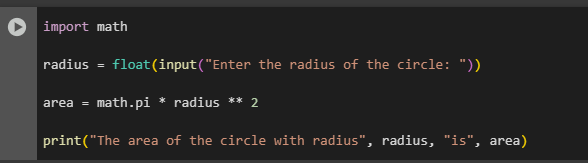 import math
radius = float(input("Enter the radius of the circle: "))
area = math.pi * radius ** 2
print("The area of the circle with radius", radius, "is", area)